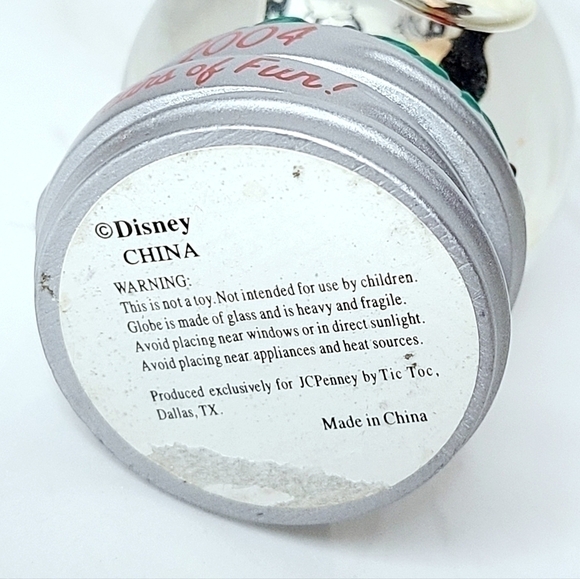 2004
of Fun!
©Disney
CHINA
WARNING:
This is not a toy.Not intended for use by children.
Globe is made of glass and is heavy and fragile.
Avoid placing near windows or in direct sunlight.
Avoid placing near appliances and heat sources.
Produced exclusively for JCPenney by Tic Toc,
Dallas,TX.
Made in China